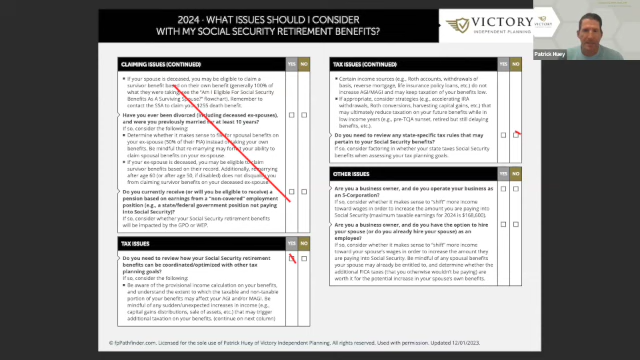 2024 · WHAT ISSUES SHOULD I CONSIDER
WITH MY SOCIAL SECURITY RETIREMENT BENEFITS?
VICTORY
INDEPENDENT PLANNING
Patrick Huey
CLAIMING ISSUES (CONTINUED) YES NO
If your spouse is deceased, you may be eligible to claim a
survivor benefit based on their own benefit (generally 100% of
what they were taking; see the "Am I Eligible For Social Security
Benefits As A Surviving Spouse?" flowchart). Remember to
contact the SSA to claim your $255 death benefit.
Have you ever been divorced (including deceased ex-spouses),
and were you previously married for at least 10 years?
If so, consider the following:
Determine whether it makes sense to file for spousal benefits on
your ex-spouse (50% of their PIA) instead of taking your own
benefits. Be mindful that re-marrying may forfeit your ability to
claim spousal benefits on your ex-spouse.
If your ex-spouse is deceased, you may be eligible to claim
survivor benefits based on their record. Additionally, remarrying
after age 60 (or after age 50, if disabled) does not disqualify you
from claiming survivor benefits on your deceased ex-spouse.
Do you currently receive (or will you be eligible to receive) a
pension based on earnings from a "non-covered" employment
position (e.g., a state/federal government position not paying
into Social Security)?
If so, consider whether your Social Security retirement benefits
will be impacted by the GPO or WEP.
TAX ISSUES YES NO
Do you need to review how your Social Security retirement
benefits can be coordinated/optimized with other tax
planning goals?
If so, consider the following:
Be aware of the provisional income calculation on your benefits,
and understand the extent to which the taxable and non-taxable
portion of your benefits may affect your AGI and/or MAGI. Be
mindful of any sudden/unexpected increases in income (e.g.,
capital gains distributions, sale of assets, etc.) that may trigger
additional taxation on your benefits. (continue on next column)
TAX ISSUES (CONTINUED) YES NO
Certain income sources (e.g., Roth accounts, withdrawals of
basis, reverse mortgage, life insurance policy loans, etc.) do not
increase AGI/MAGI and may keep taxation of your benefits low.
If appropriate, consider strategies (e.g., accelerating IRA
withdrawals, Roth conversions, harvesting capital gains, etc.) that
may ultimately reduce taxation on your future benefits while in
low income years (e.g., pre-TCJA sunset, retired but still delaying
benefits, etc.).
Do you need to review any state-specific tax rules that may
pertain to your Social Security benefits?
If so, consider factoring in whether your state taxes Social Security
benefits when assessing your tax planning goals.
OTHER ISSUES YES NO
Are you a business owner, and do you operate your business as
an S-Corporation?
If so, consider whether it makes sense to "shift" more income
toward wages in order to increase the amount you are paying into
Social Security (maximum taxable earnings for 2024 is $168,600).
Are you a business owner, and do you have the option to hire
your spouse (or do you already hire your spouse) as an
employee?
If so, consider whether it makes sense to "shift" more income
toward your spouse's wages in order to increase the amount they
are paying into Social Security. Be mindful of any spousal benefits
your spouse may already be entitled to, and determine whether the
additional FICA taxes (that you otherwise wouldn't be paying) are
worth it for the potential increase in your spouse's own benefits.
© fpPathfinder.com. Licensed for the sole use of Patrick Huey of Victory Independent Planning. All rights reserved. Used with permission. Updated 12/01/2023.